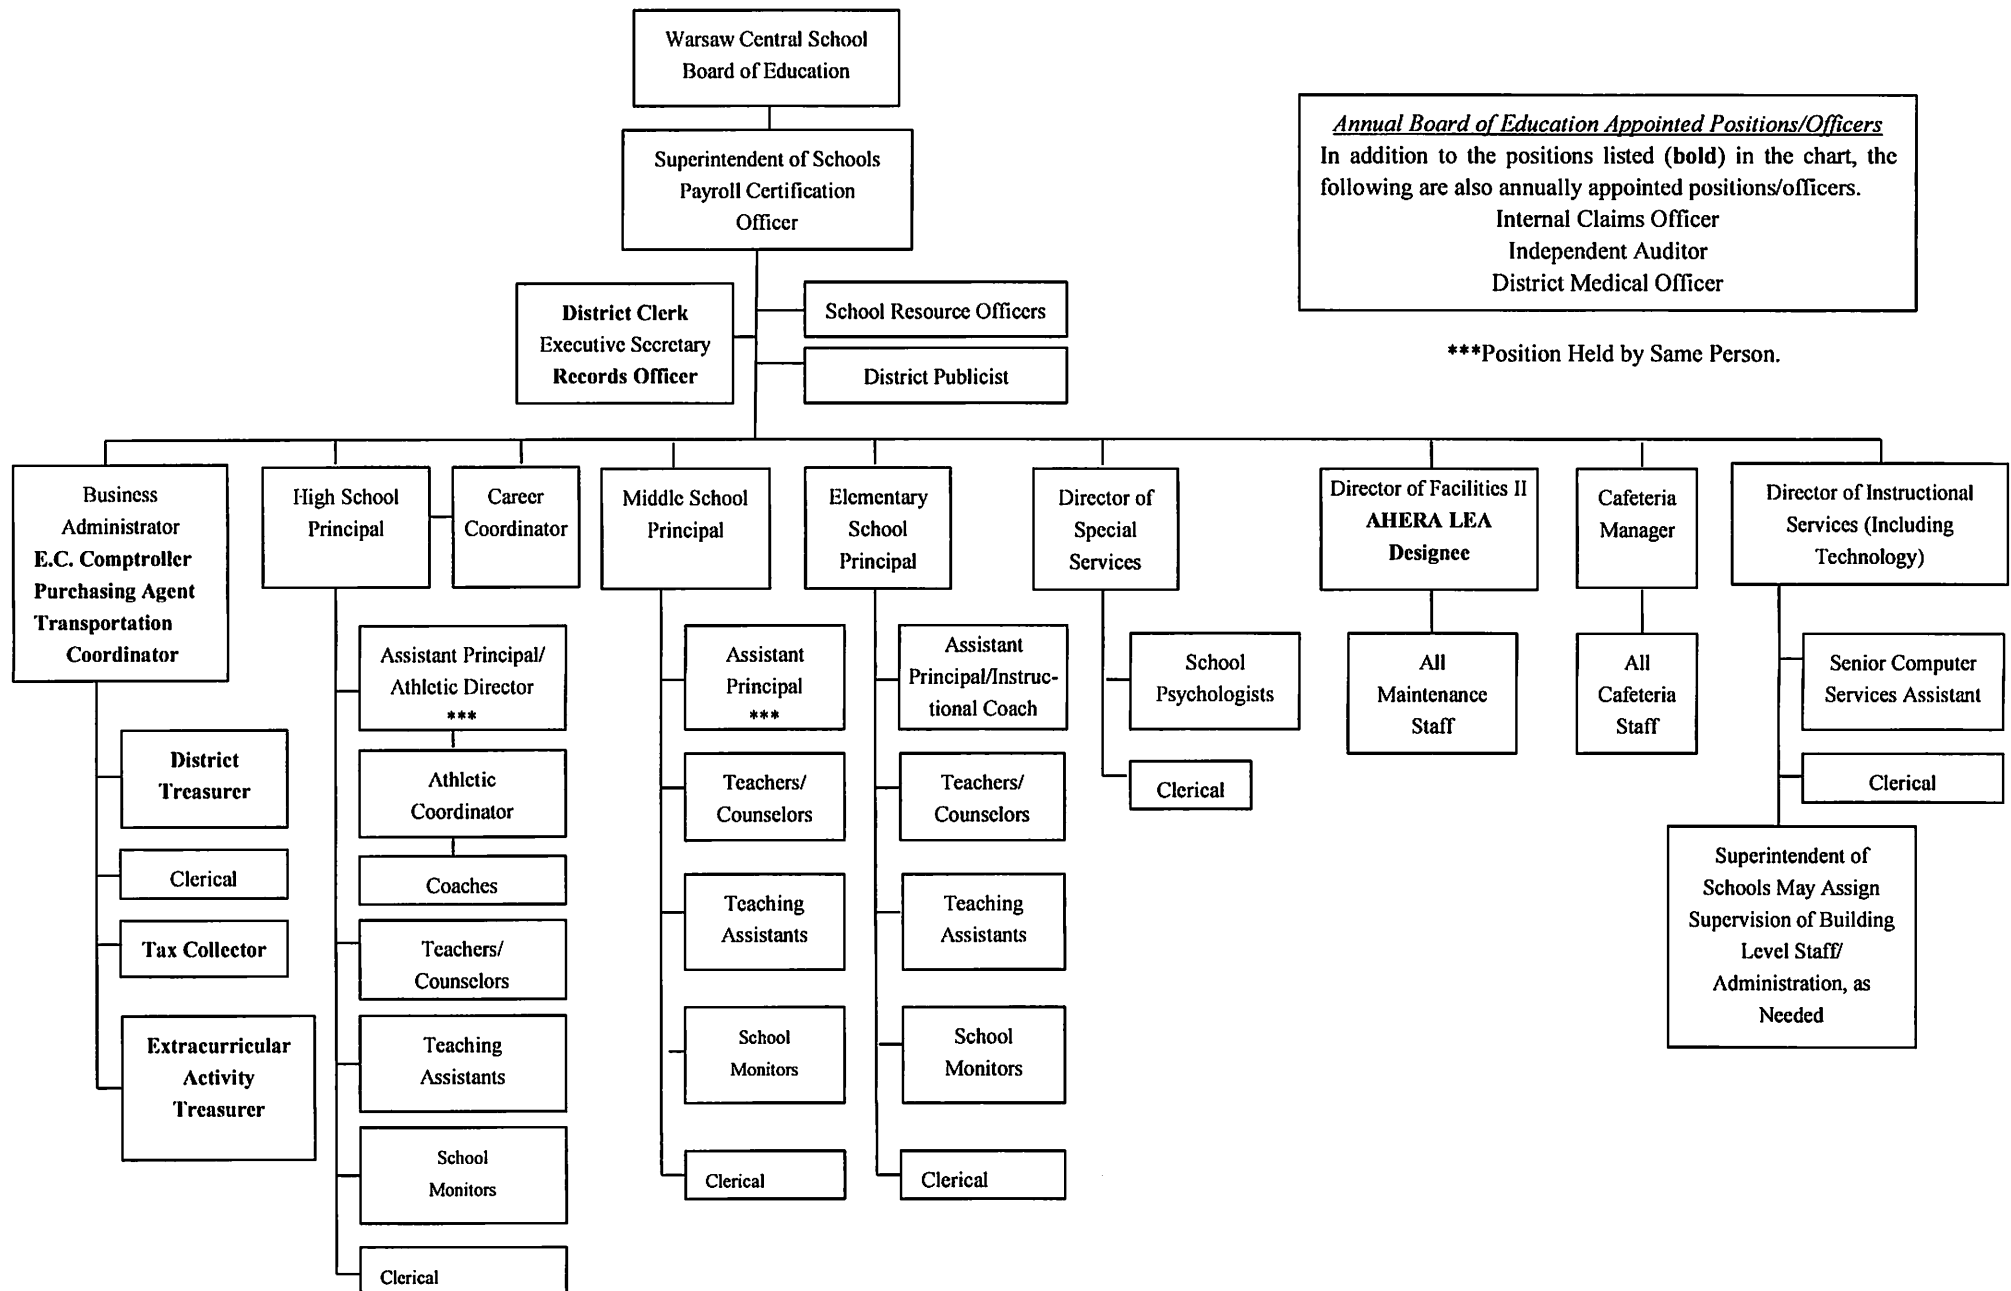 Warsaw Central School
Board of Education
Superintendent of Schools
Payroll Certification
Officer
Annual Board of Education Appointed Positions/Officers
In addition to the positions listed (bold) in the chart, the
following are also annually appointed positions/officers.
Internal Claims Officer
Independent Auditor
District Medical Officer
***Position Held by Same Person.
District Clerk
Executive Secretary
Records Officer
School Resource Officers
District Publicist
Business
Administrator
E.C. Comptroller
Purchasing Agent
Transportation
Coordinator
High School
Principal
Career
Coordinator
Middle School
Principal
Elementary
School
Principal
Director of
Special
Services
Director of Facilities II
AHERA LEA
Designee
Cafeteria
Manager
Director of Instructional
Services (Including
Technology)
District
Treasurer
Clerical
Tax Collector
Extracurricular
Activity
Treasurer
Assistant Principal/
Athletic Director
***
Athletic
Coordinator
Coaches
Teachers/
Counselors
Teaching
Assistants
School
Monitors
Clerical
Assistant
Principal
***
Teachers/
Counselors
Teaching
Assistants
School
Monitors
Clerical
Assistant
Principal/Instruc-
tional Coach
Teachers/
Counselors
Teaching
Assistants
School
Monitors
Clerical
School
Psychologists
Clerical
All
Maintenance
Staff
All
Cafeteria
Staff
Senior Computer
Services Assistant
Clerical
Superintendent of
Schools May Assign
Supervision of Building
Level Staff/
Administration, as
Needed